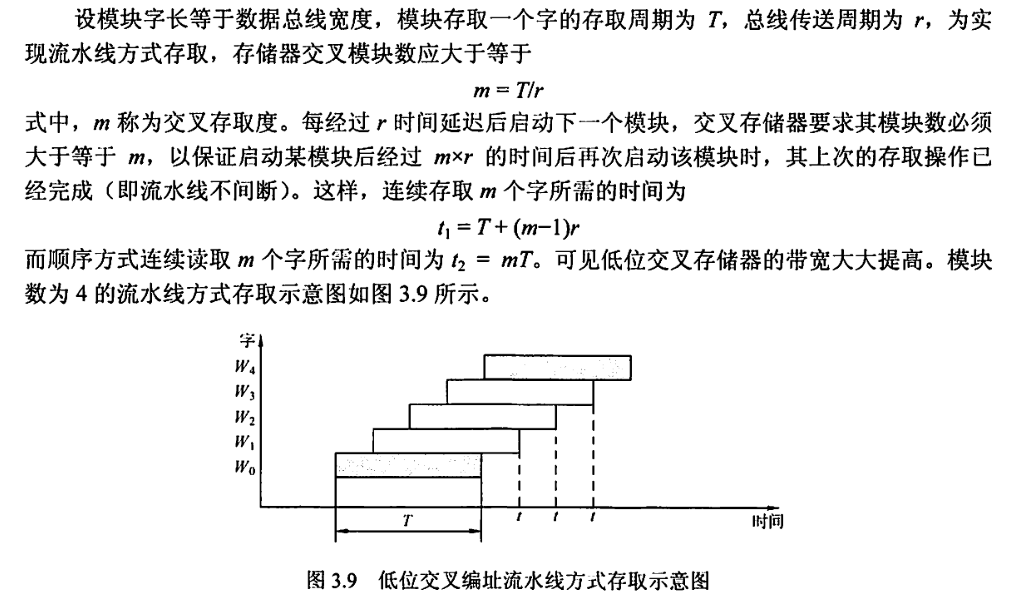 设模块字长等于数据总线宽度，模块存取一个字的存取周期为 T，总线传送周期为 r，为实
现流水线方式存取，存储器交叉模块数应大于等于
m = T/r
式中，m 称为交叉存取度。每经过 r 时间延迟后启动下一个模块，交叉存储器要求其模块数必须
大于等于 m，以保证启动某模块后经过 m×r 的时间后再次启动该模块时，其上次的存取操作已
经完成（即流水线不间断）。这样，连续存取 m 个字所需的时间为
t₁ = T + (m−1)r
而顺序方式连续读取 m 个字所需的时间为 t₂ = mT。可见低位交叉存储器的带宽大大提高。模块
数为 4 的流水线方式存取示意图如图 3.9 所示。
字
W₄
W₃
W₂
W₁
W₀
T
t t t
时间
图 3.9 低位交叉编址流水线方式存取示意图